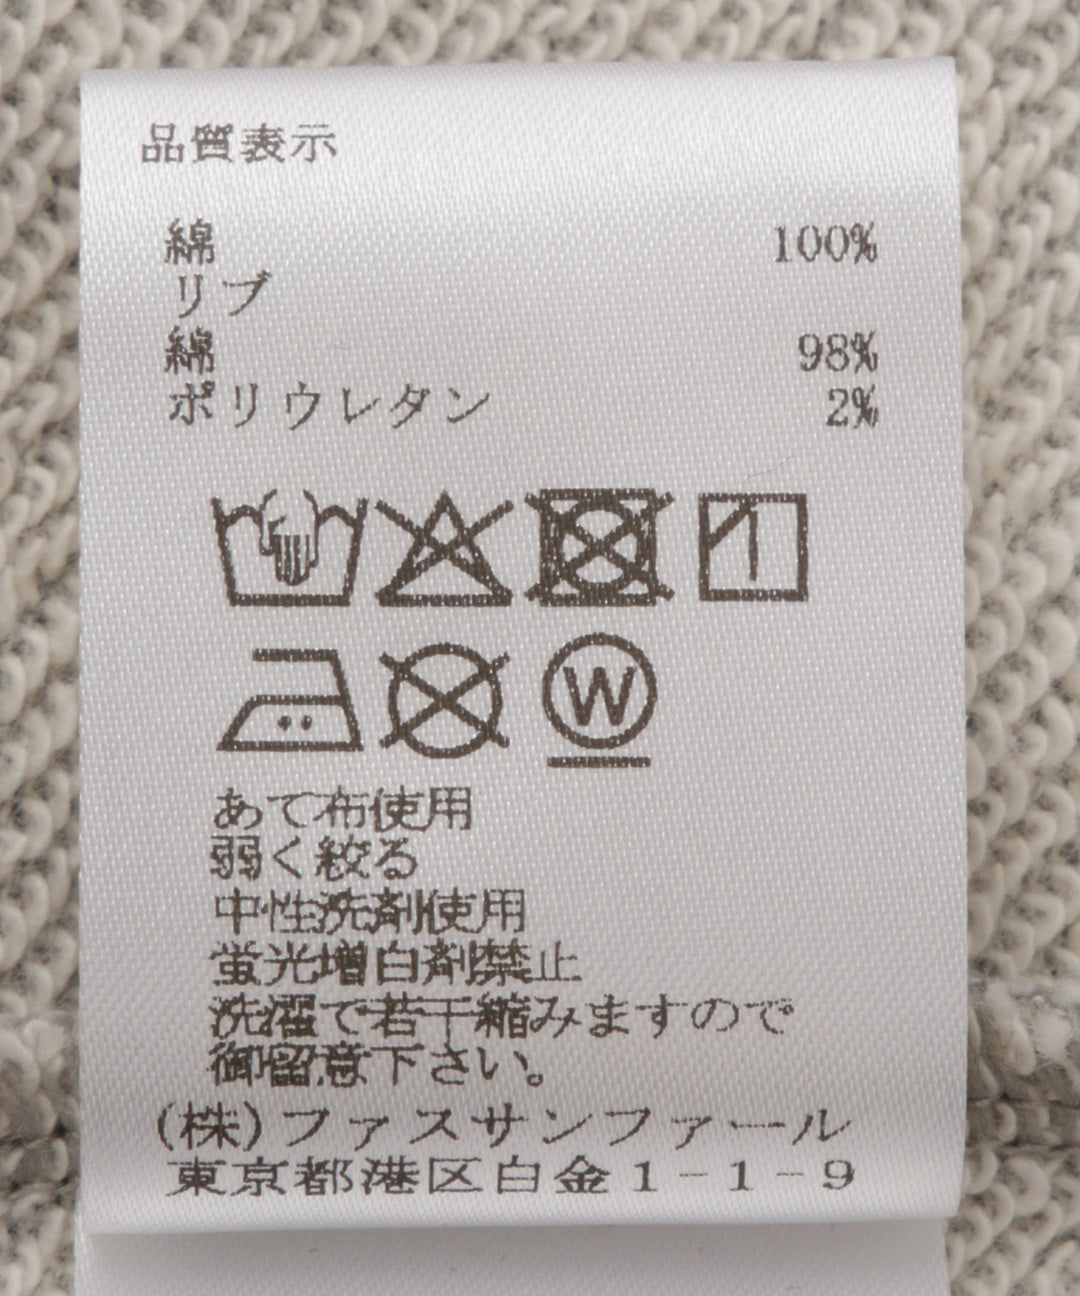 品質表示
綿 100%
リブ
綿 98%
ポリウレタン 2%
W
あて布使用
弱く絞る
中性洗剤使用
蛍光増白剤禁止
洗濯で若干縮みますので
御留意下さい。
(株)ファスサンファール
東京都港区白金1-1-9